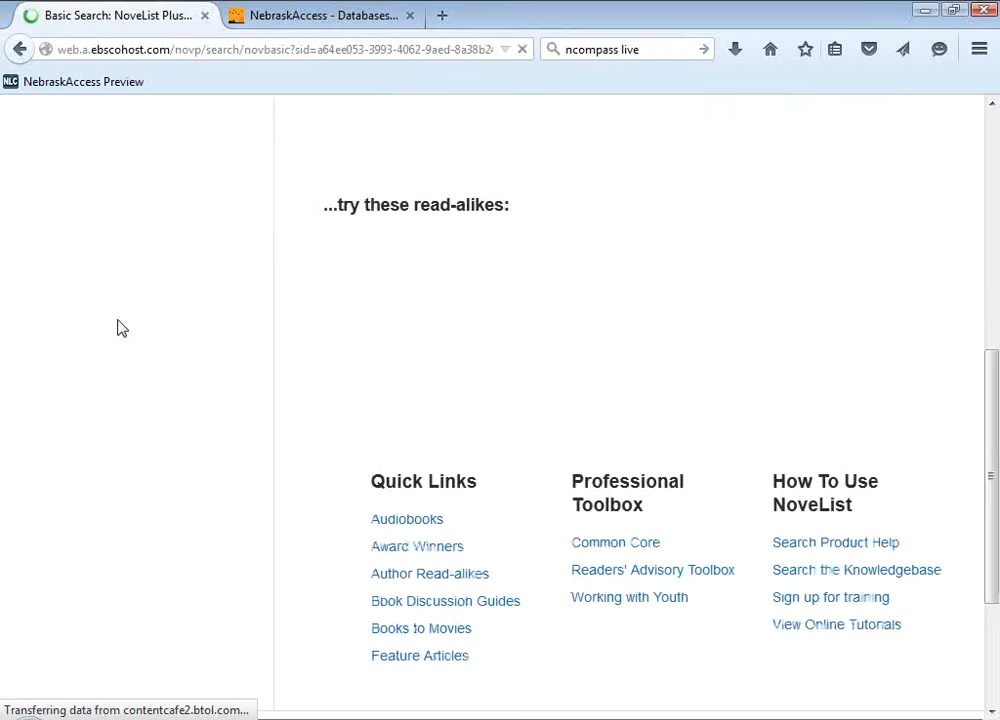 Basic Search: NoveList Plus...
NebraskAccess - Databases...
web.a.ebscohost.com/novp/search/novbasic?sid=a64ee053-3993-4062-9aed-8a38b2
ncompass live
NLC NebraskAccess Preview
...try these read-alikes:
Quick Links
Audiobooks
Award Winners
Author Read-alikes
Book Discussion Guides
Books to Movies
Feature Articles
Professional
Toolbox
Common Core
Readers' Advisory Toolbox
Working with Youth
How To Use
NoveList
Search Product Help
Search the Knowledgebase
Sign up for training
View Online Tutorials
Transferring data from contentcafe2.btol.com...